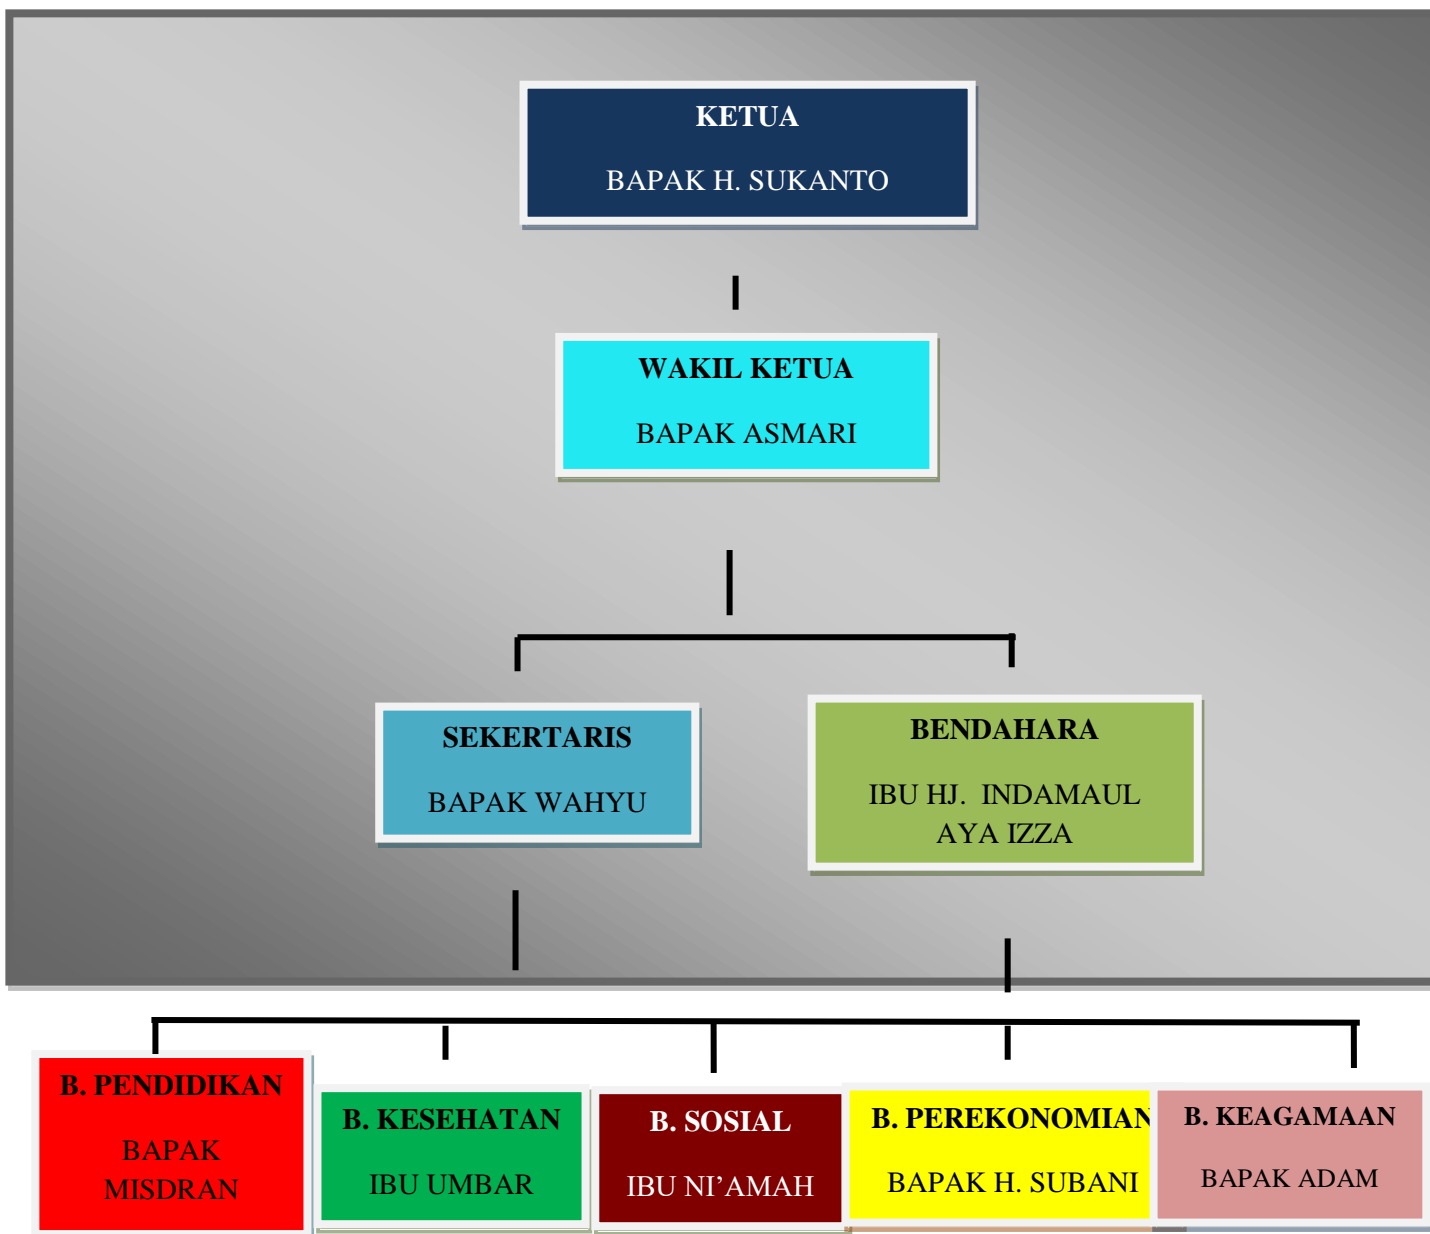 KETUA
BAPAK H. SUKANTO
WAKIL KETUA
BAPAK ASMARI
SEKERTARIS
BAPAK WAHYU
BENDAHARA
IBU HJ.  INDAMAUL
AYA IZZA
B. PENDIDIKAN
BAPAK
MISDRAN
B. KESEHATAN
IBU UMBAR
B. SOSIAL
IBU NI’AMAH
B. PEREKONOMIAN
BAPAK H. SUBANI
B. KEAGAMAAN
BAPAK ADAM